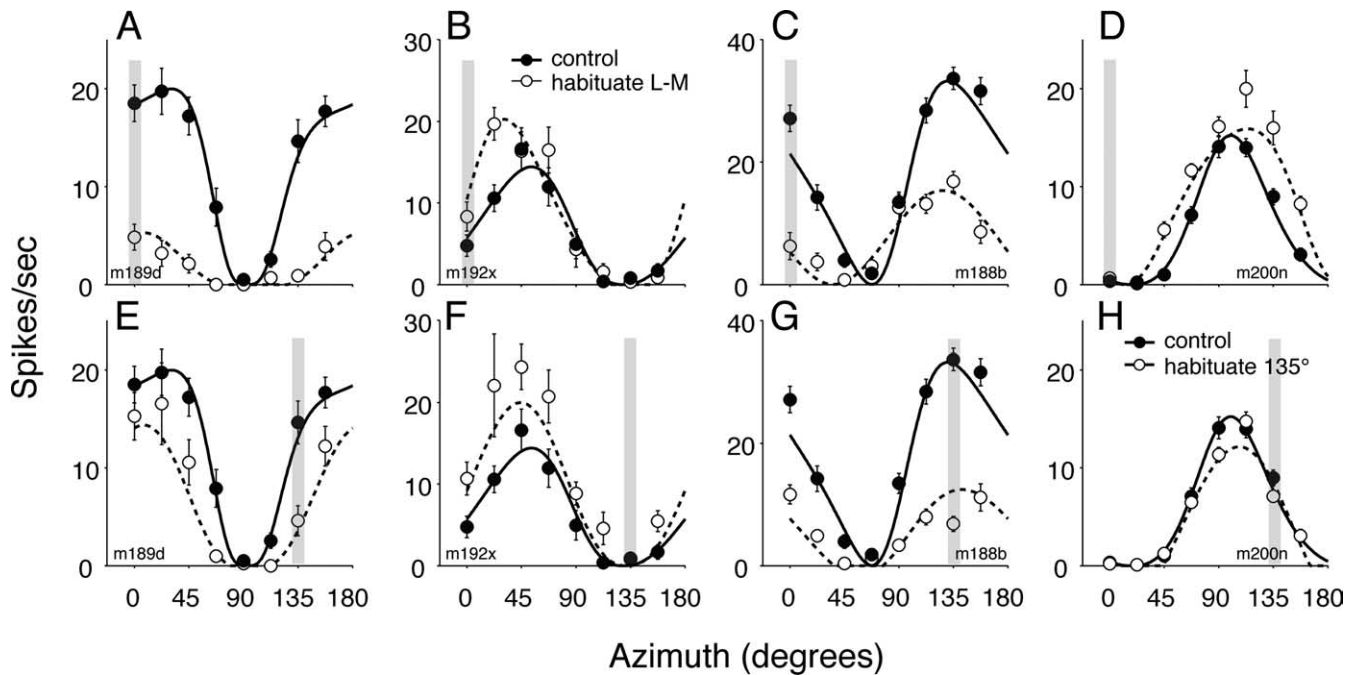 A B C D
30 40
control
habituate L-M
20 20
20 20
10 10
10
0 0 0 0
m189d m192x m188b m200n
E F G H
30 40
control
habituate 135°
20 20
20 20
10 10
10
0 0 0 0
m189d m192x m188b m200n
0 45 90 135 180 0 45 90 135 180 0 45 90 135 180 0 45 90 135 180
Spikes/sec
Azimuth (degrees)